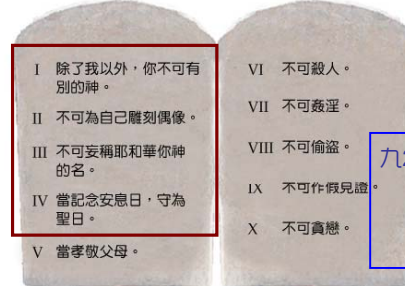 I 除了我以外，你不可有
別的神。
II 不可為自己雕刻偶像。
III 不可妄稱耶和華你神
的名。
IV 當記念安息日，守為
聖日。
V 當孝敬父母。
VI 不可殺人。
VII 不可姦淫。
VIII 不可偷盜。
IX 不可作假見證。
X 不可貪戀。
九